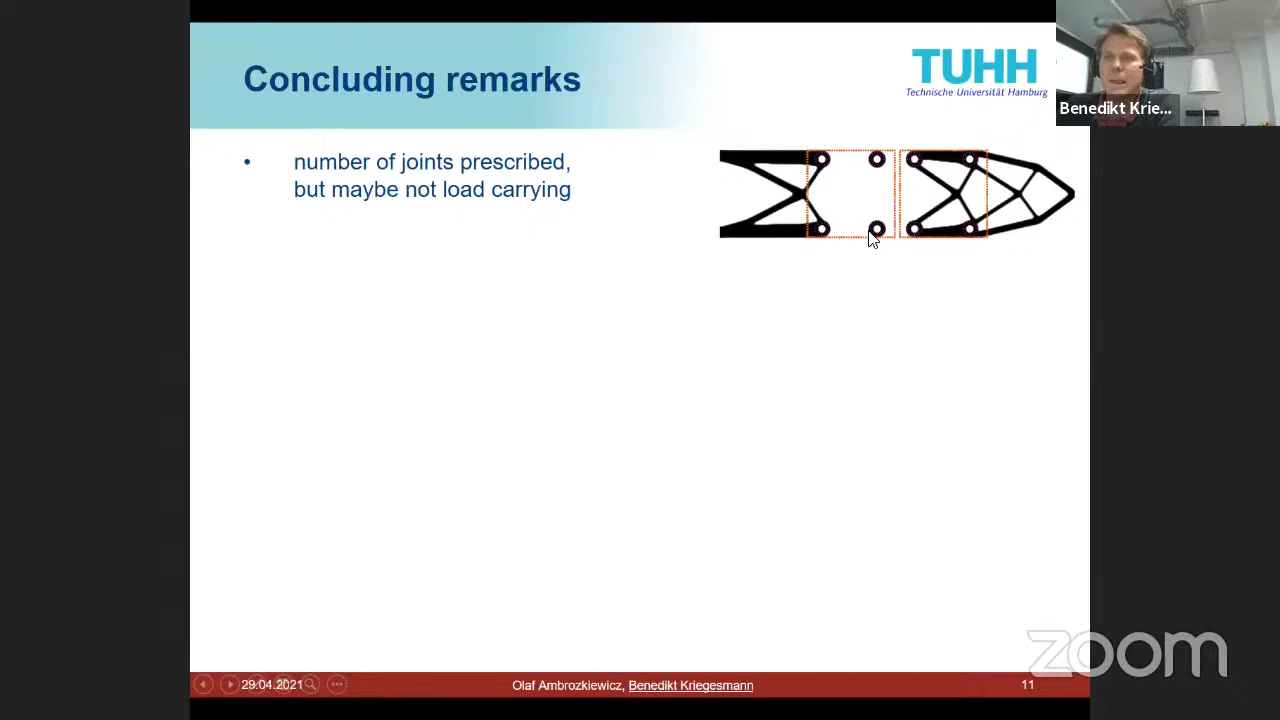 Concluding remarks
TUHH
Technische Universität Hamburg
Benedikt Krie...
• number of joints prescribed,
but maybe not load carrying
zoom
29.04.2021
Olaf Ambrozkiewicz, Benedikt Kriegesmann
11